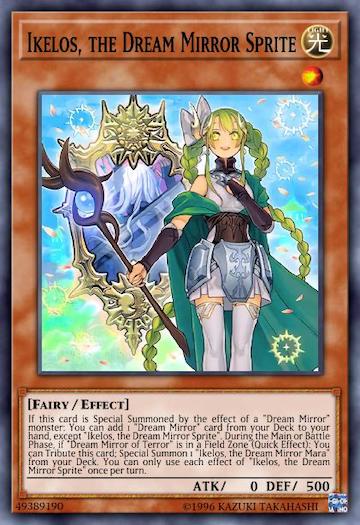 Ikelos, the Dream Mirror Sprite
LIGHT
光
[Fairy / Effect]
If this card is Special Summoned by the effect of a "Dream Mirror"
monster: You can add 1 "Dream Mirror" card from your Deck to your
hand, except "Ikelos, the Dream Mirror Sprite". During the Main or Battle
Phase, if "Dream Mirror of Terror" is in a Field Zone (Quick Effect): You
can Tribute this card; Special Summon 1 "Ikelos, the Dream Mirror Mara"
from your Deck. You can only use each effect of "Ikelos, the Dream Mirror
Sprite" once per turn.
ATK/ 0 DEF/ 500
49389190 ©1996 KAZUKI TAKAHASHI